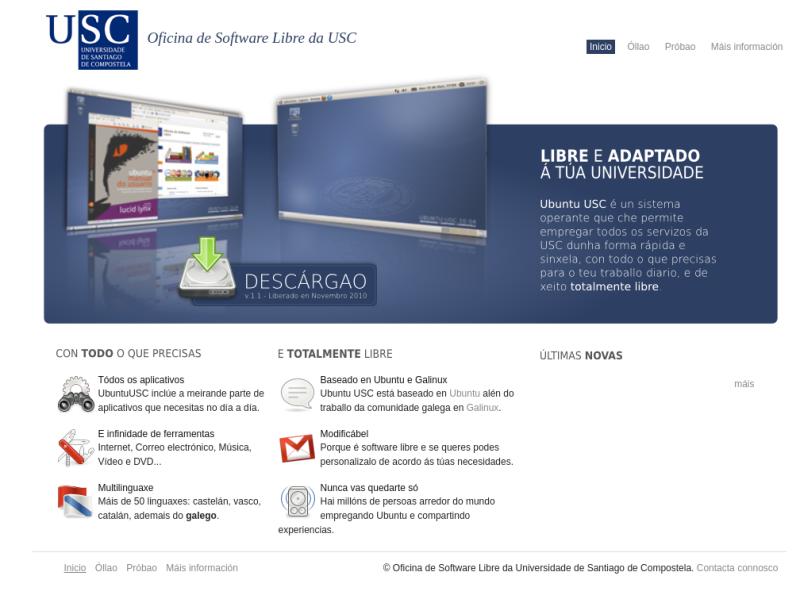 USC
UNIVERSIDADE
DE SANTIAGO
DE COMPOSTELA
Oficina de Software Libre da USC
Inicio Óllao Próbao Máis información
ubuntu
manual
do usuario
lucid lynx
LIBRE E ADAPTADO
Á TÚA UNIVERSIDADE
Ubuntu USC é un sistema
operante que che permite
empregar todos os servizos da
USC dunha forma rápida e
sinxela, con todo o que precisas
para o teu traballo diario, e de
xeito totalmente libre.
DESCÁRGAO
v.1.1 - Liberado en Novembro 2010
CON TODO O QUE PRECISAS
Tódos os aplicativos
UbuntuUSC inclúe a meirande parte de
aplicativos que necesitas no día a día.
E infinidade de ferramentas
Internet, Correo electrónico, Música,
Vídeo e DVD...
Multilinguaxe
Máis de 50 linguaxes: castelán, vasco,
catalán, ademais do galego.
E TOTALMENTE LIBRE
Baseado en Ubuntu e Galinux
Ubuntu USC está baseado en Ubuntu alén do
traballo da comunidade galega en Galinux.
Modificábel
Porque é software libre e se queres podes
personalizalo de acordo ás túas necesidades.
Nunca vas quedarte só
Hai millóns de persoas arredor do mundo
empregando Ubuntu e compartindo
experiencias.
ÚLTIMAS NOVAS
máis
Inicio Óllao Próbao Máis información
© Oficina de Software Libre da Universidade de Santiago de Compostela. Contacta connosco